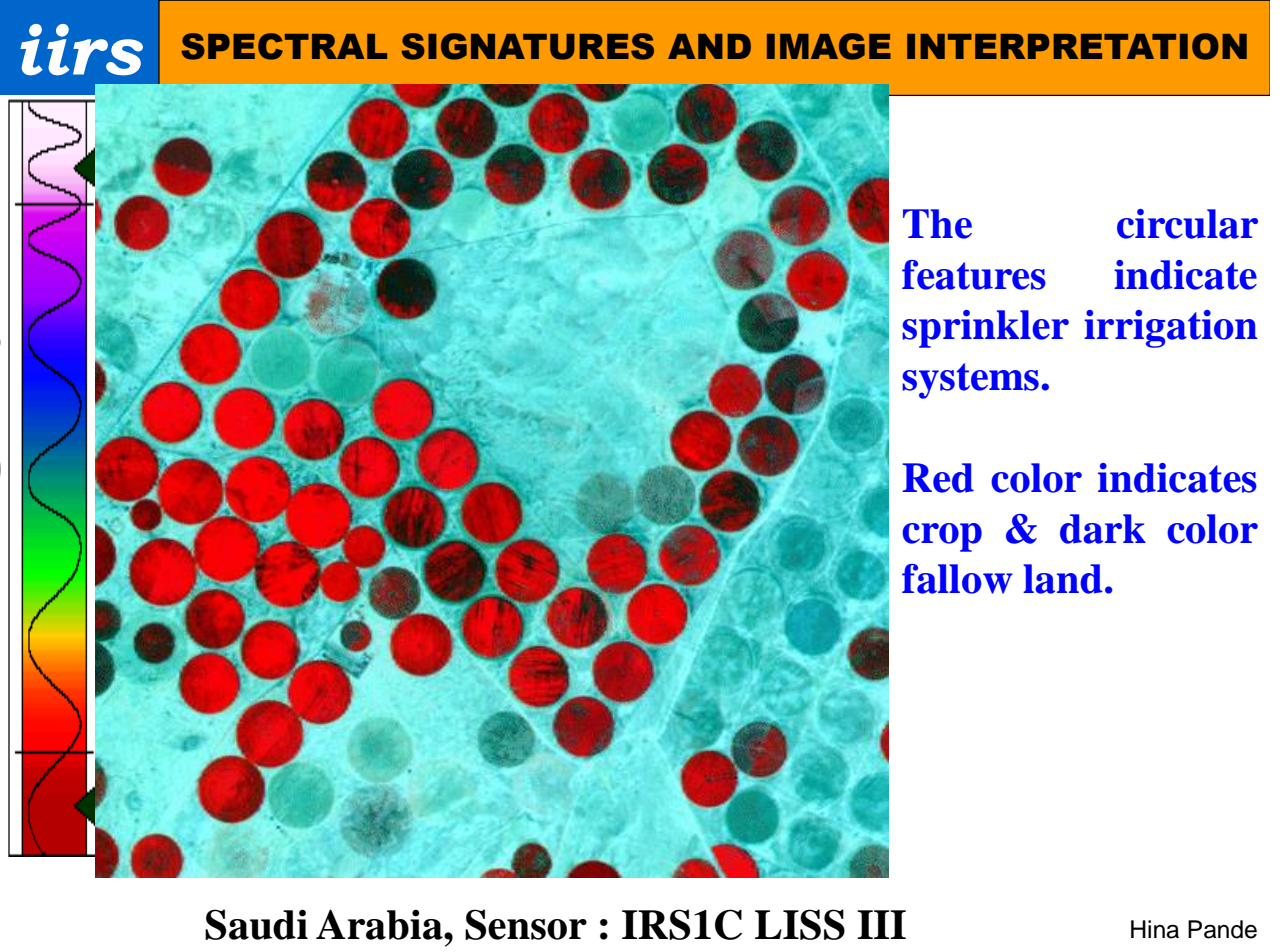 iirs
SPECTRAL SIGNATURES AND IMAGE INTERPRETATION
The circular
features indicate
sprinkler irrigation
systems.
Red color indicates
crop & dark color
fallow land.
Saudi Arabia, Sensor : IRS1C LISS III
Hina Pande